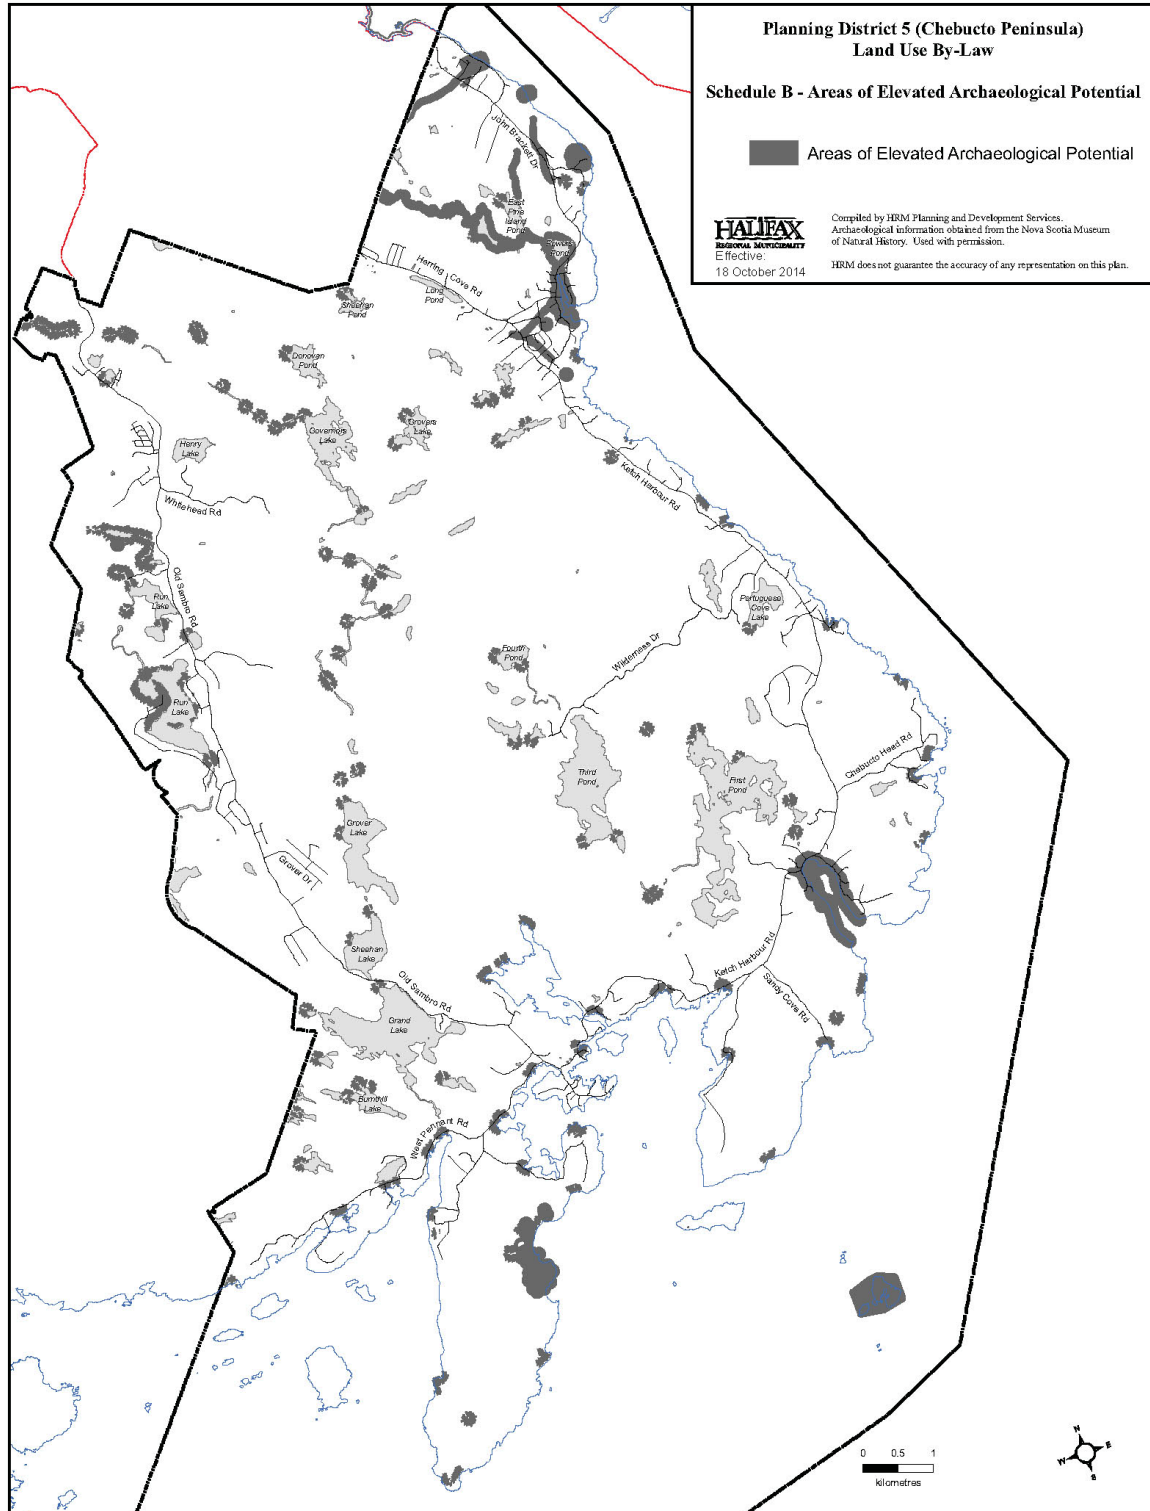 Planning District 5 (Chebucto Peninsula)
Land Use By-Law
Schedule B - Areas of Elevated Archaeological Potential
Areas of Elevated Archaeological Potential
HALIFAX
REGIONAL MUNICIPALITY
Effective:
18 October 2014
Compiled by HRM Planning and Development Services.
Archaeological information obtained from the Nova Scotia Museum
of Natural History. Used with permission.
HRM does not guarantee the accuracy of any representation on this plan.
John Brackett Dr
East
Pine
Island
Pond
Powers
Pond
Herring Cove Rd
Long
Pond
Sheehan
Pond
Donovan
Pond
Governors
Lake
Grovers
Lake
Henry
Lake
Whitehead Rd
Ketch Harbour Rd
Old Sambro Rd
Run
Lake
Portuguese
Cove
Lake
Wilderness Dr
Fourth
Pond
Run
Lake
Third
Pond
First
Pond
Chebucto Head Rd
Grover
Lake
Grover Dr
Sheehan
Lake
Ketch Harbour Rd
Sandy Cove Rd
Old Sambro Rd
Grand
Lake
Burnthill
Lake
West Pennant Rd
0 0.5 1
kilometres
N
E
S
W